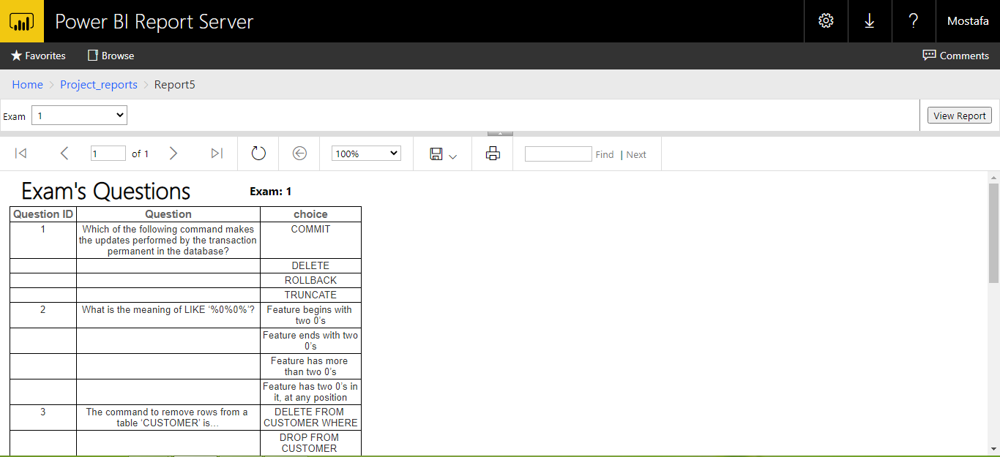 Power BI Report Server
Mostafa
Favorites
Browse
Comments
Home > Project_reports > Report5
Exam 1
View Report
1 of 1
100%
Find | Next
Exam's Questions
Exam: 1
Question ID Question choice
1 Which of the following command makes COMMIT
the updates performed by the transaction
permanent in the database?
DELETE
ROLLBACK
TRUNCATE
2 What is the meaning of LIKE ‘%0%0%’? Feature begins with
two 0’s
Feature ends with two
0’s
Feature has more
than two 0’s
Feature has two 0’s in
it, at any position
3 The command to remove rows from a DELETE FROM
table ‘CUSTOMER’ is... CUSTOMER WHERE
DROP FROM
CUSTOMER